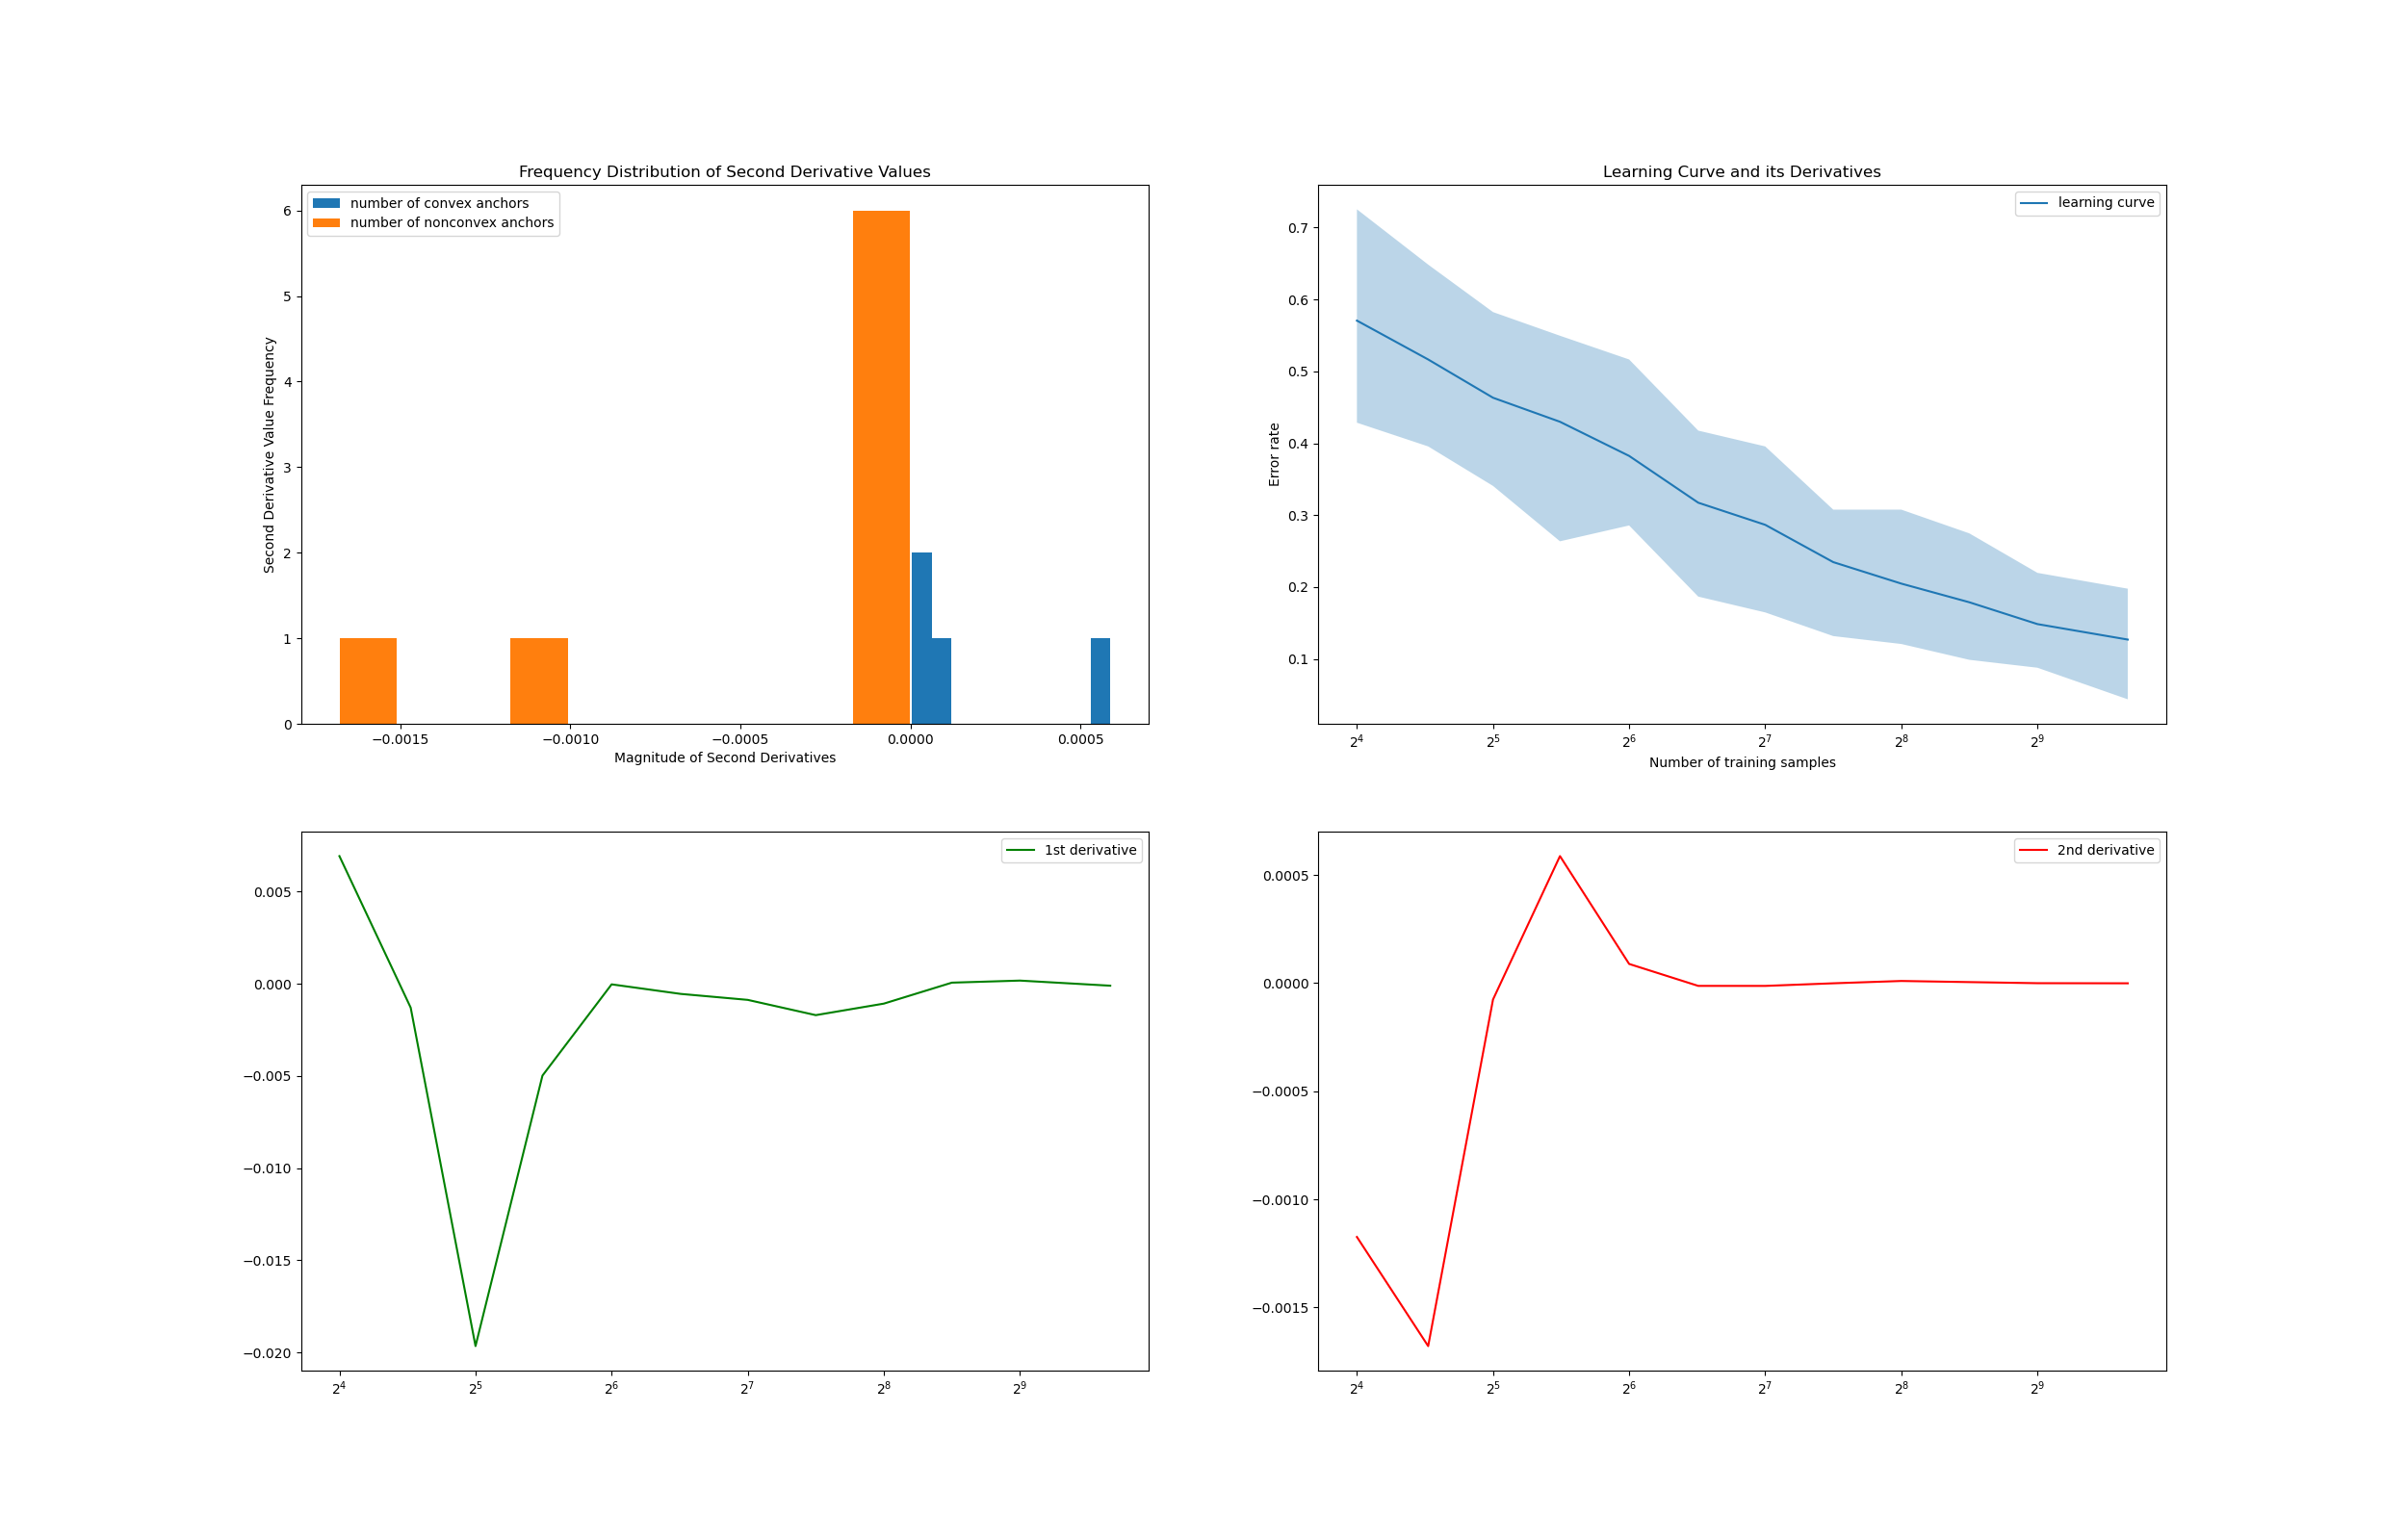 Frequency Distribution of Second Derivative Values
number of convex anchors
number of nonconvex anchors
Second Derivative Value Frequency
6
5
4
3
2
1
0
−0.0015 −0.0010 −0.0005 0.0000 0.0005
Magnitude of Second Derivatives
Learning Curve and its Derivatives
learning curve
Error rate
0.7
0.6
0.5
0.4
0.3
0.2
0.1
2⁴ 2⁵ 2⁶ 2⁷ 2⁸ 2⁹
Number of training samples
1st derivative
0.005
0.000
−0.005
−0.010
−0.015
−0.020
2⁴ 2⁵ 2⁶ 2⁷ 2⁸ 2⁹
2nd derivative
0.0005
0.0000
−0.0005
−0.0010
−0.0015
2⁴ 2⁵ 2⁶ 2⁷ 2⁸ 2⁹